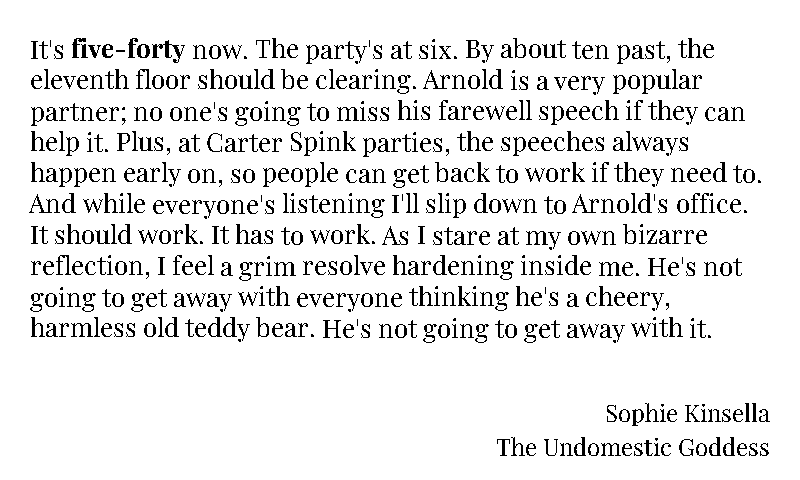 It's five-forty now. The party's at six. By about ten past, the
eleventh floor should be clearing. Arnold is a very popular
partner; no one's going to miss his farewell speech if they can
help it. Plus, at Carter Spink parties, the speeches always
happen early on, so people can get back to work if they need to.
And while everyone's listening I'll slip down to Arnold's office.
It should work. It has to work. As I stare at my own bizarre
reflection, I feel a grim resolve hardening inside me. He's not
going to get away with everyone thinking he's a cheery,
harmless old teddy bear. He's not going to get away with it.
Sophie Kinsella
The Undomestic Goddess